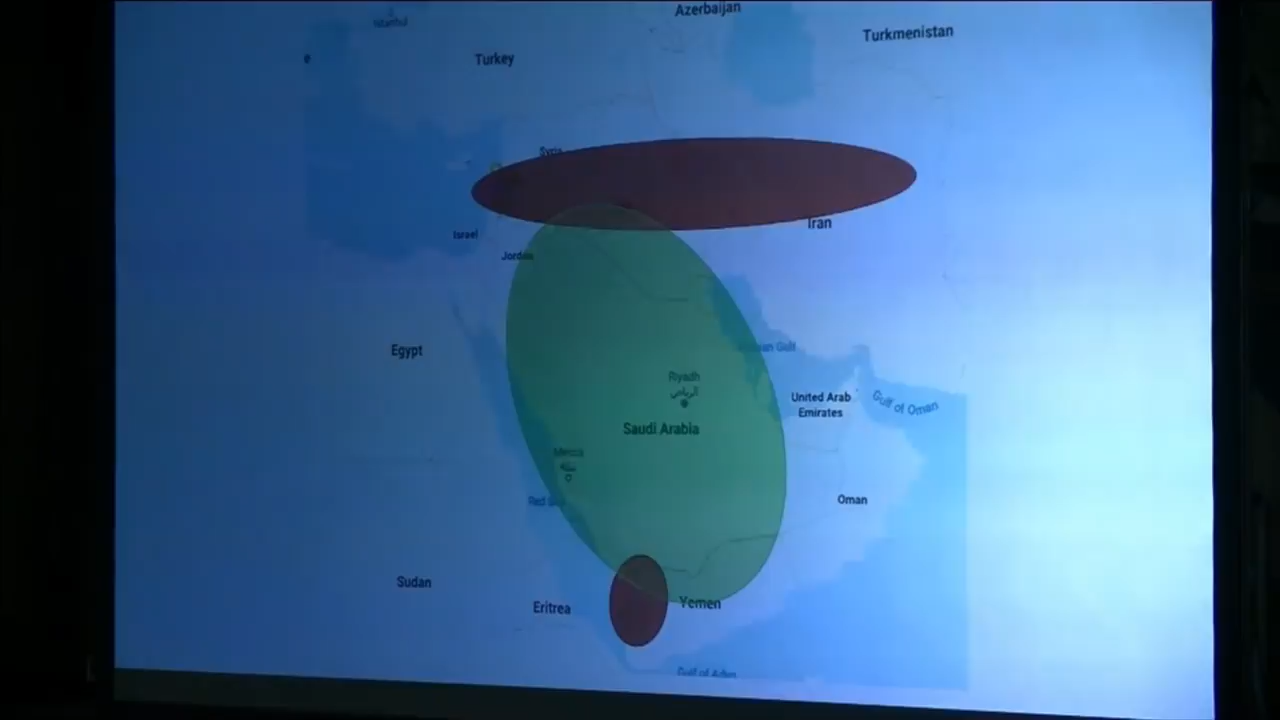 Azerbaijan
Istanbul
Turkmenistan
Turkey
e
Syria
Iran
Israel
Jordan
Egypt
Gulf
Riyadh
الرياض
United Arab
Emirates
Gulf of Oman
Saudi Arabia
Mecca
مكة
Red Sea
Oman
Sudan
Eritrea
Yemen
Gulf of Aden